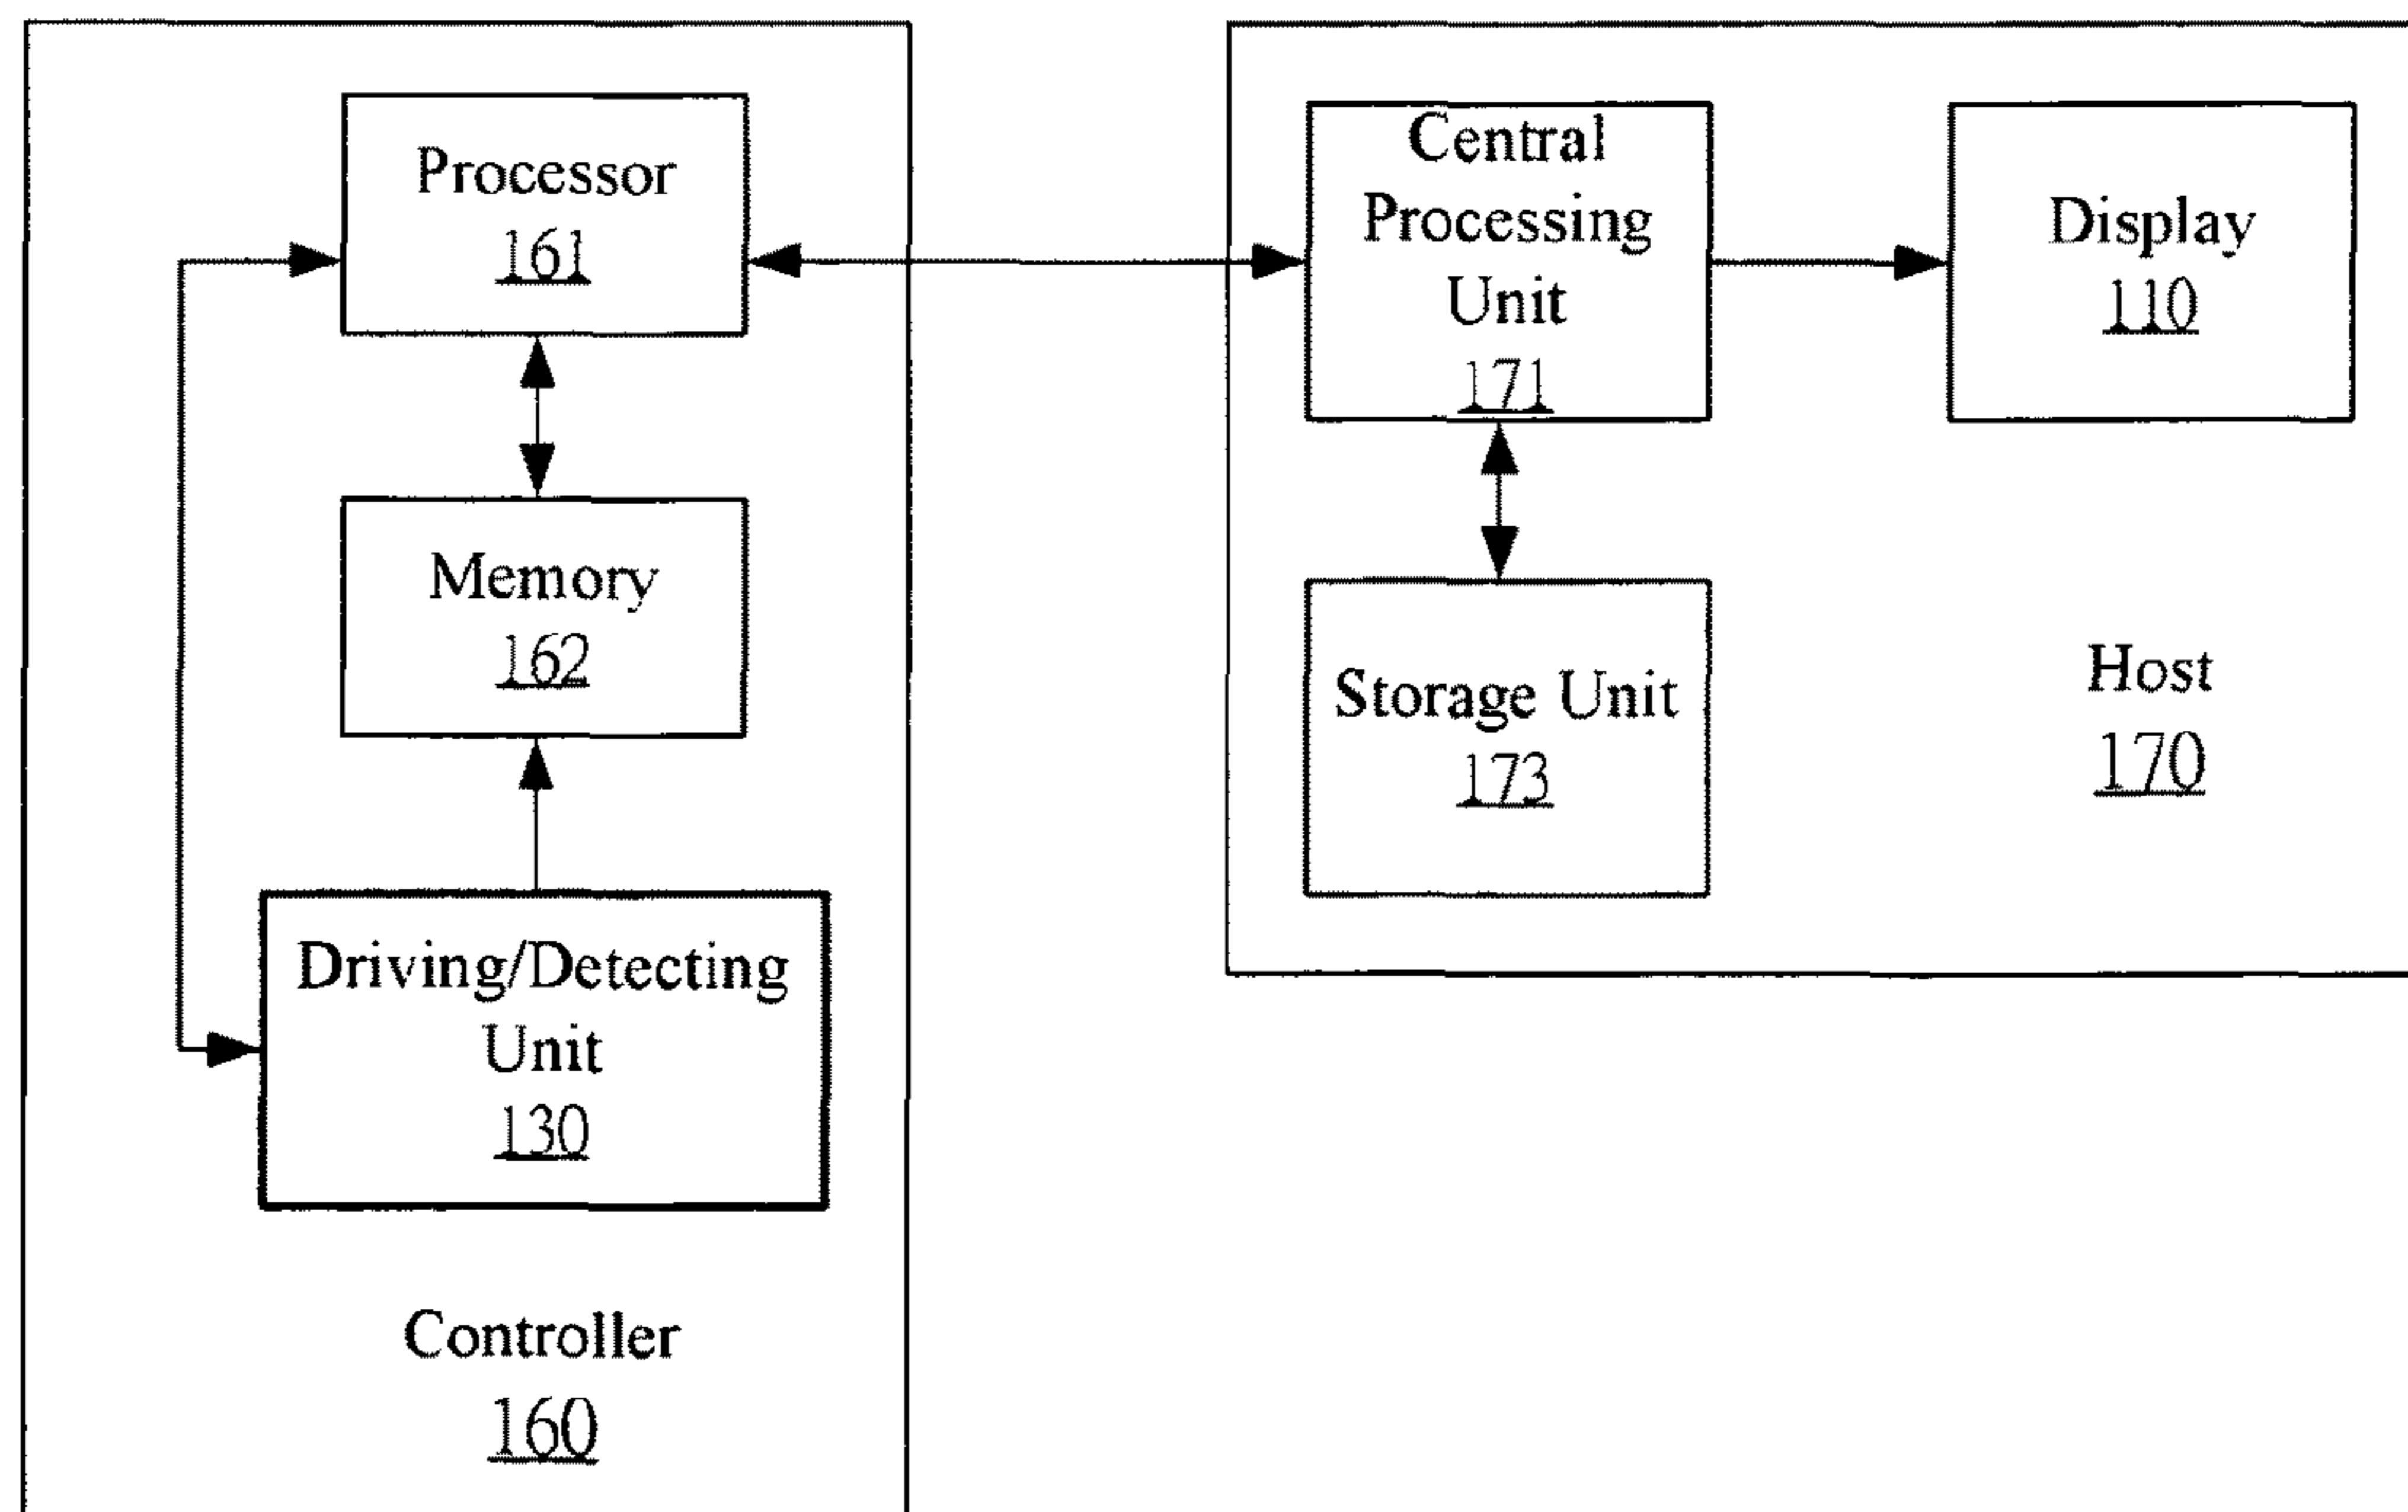 Processor
161
Memory
162
Driving/Detecting
Unit
130
Controller
160
Central
Processing
Unit
171
Display
110
Storage Unit
173
Host
170